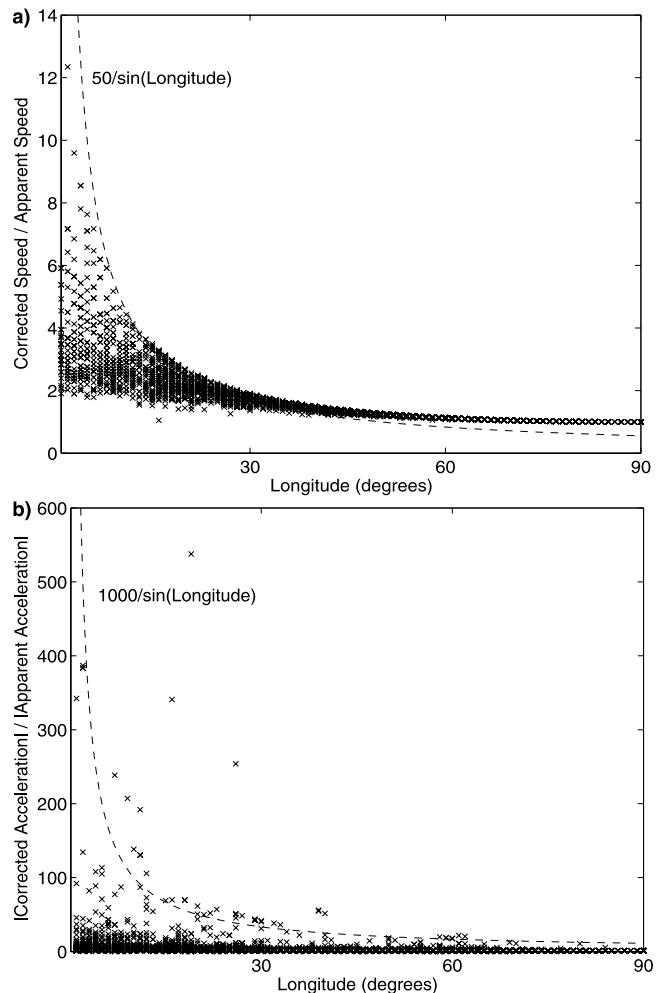 a)
14
12
10
8
6
4
2
0
50/sin(Longitude)
Corrected Speed / Apparent Speed
30
60
90
Longitude (degrees)
b)
600
500
400
300
200
100
0
1000/sin(Longitude)
|Corrected Acceleration| / |Apparent Acceleration|
30
60
90
Longitude (degrees)